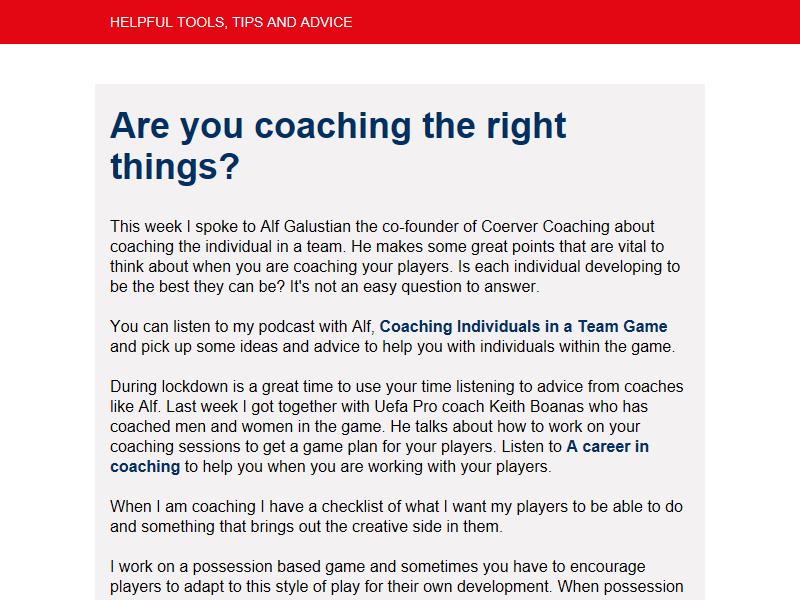 HELPFUL TOOLS, TIPS AND ADVICE
Are you coaching the right
things?
This week I spoke to Alf Galustian the co-founder of Coerver Coaching about
coaching the individual in a team. He makes some great points that are vital to
think about when you are coaching your players. Is each individual developing to
be the best they can be? It's not an easy question to answer.
You can listen to my podcast with Alf, Coaching Individuals in a Team Game
and pick up some ideas and advice to help you with individuals within the game.
During lockdown is a great time to use your time listening to advice from coaches
like Alf. Last week I got together with Uefa Pro coach Keith Boanas who has
coached men and women in the game. He talks about how to work on your
coaching sessions to get a game plan for your players. Listen to A career in
coaching to help you when you are working with your players.
When I am coaching I have a checklist of what I want my players to be able to do
and something that brings out the creative side in them.
I work on a possession based game and sometimes you have to encourage
players to adapt to this style of play for their own development. When possession